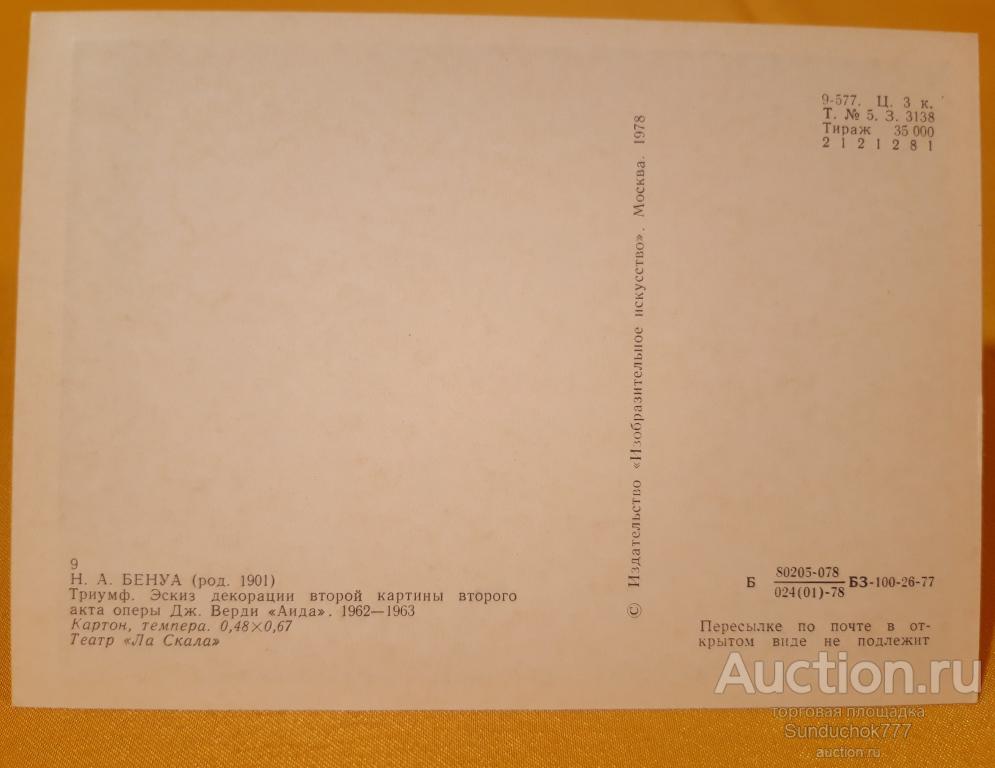 9-577. Ц. 3 к.
Т. № 5. З. 3138
Тираж 35 000
2 1 2 1 2 8 1
© Издательство «Изобразительное искусство». Москва. 1978
9
Н. А. БЕНУА (род. 1901)
Триумф. Эскиз декорации второй картины второго
акта оперы Дж. Верди «Аида». 1962—1963
Картон, темпера. 0,48×0,67
Театр «Ла Скала»
Б 80205-078 БЗ-100-26-77
024(01)-78
Пересылке по почте в от-
крытом виде не подлежит
Auction.ru
торговая площадка
Sunduchok777
auction.ru